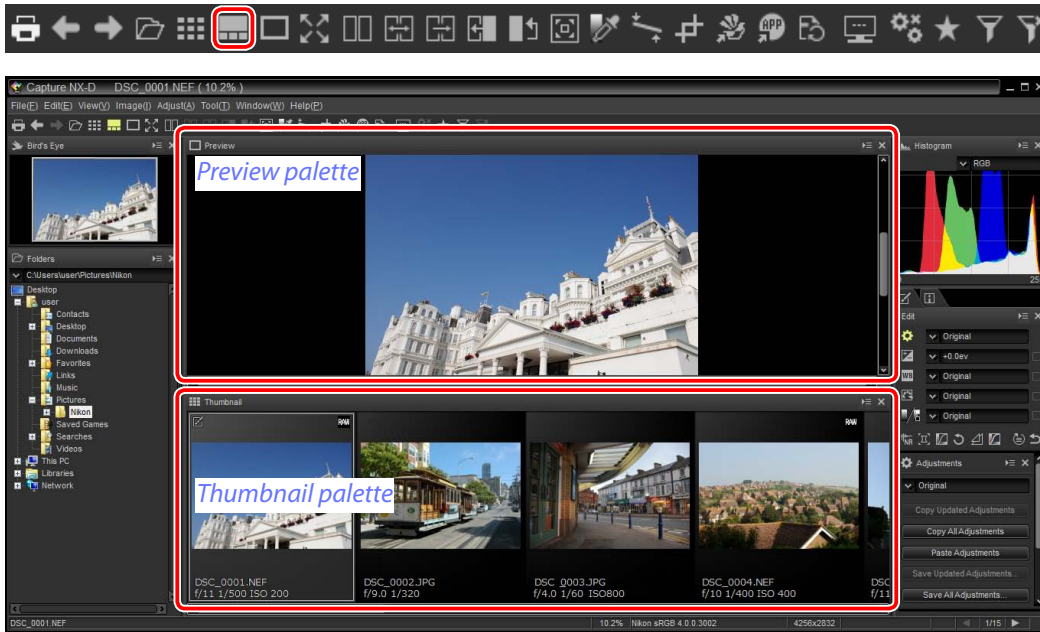 APP
Capture NX-D DSC_0001.NEF ( 10.2% )
File(F) Edit(E) View(V) Image(I) Adjust(A) Tool(T) Window(W) Help(P)
Bird's Eye
Preview
Histogram
Preview palette
RGB
Folders
C:\Users\user\Pictures\Nikon
Desktop
user
Contacts
Desktop
Documents
Downloads
Favorites
Links
Music
Pictures
Nikon
Saved Games
Searches
Videos
This PC
Libraries
Network
25
Edit
Original
+0.0ev
WB
Original
Original
Original
Thumbnail
RAW
RAW
Thumbnail palette
DSC_0001.NEF
f/11 1/500 ISO 200
DSC_0002.JPG
f/9.0 1/320
DSC_0003.JPG
f/4.0 1/60 ISO800
DSC_0004.NEF
f/10 1/400 ISO 400
DSC
f/11
Adjustments
Original
Copy Updated Adjustments
Copy All Adjustments
Paste Adjustments
Save Updated Adjustments...
Save All Adjustments...
DSC_0001.NEF
10.2%
Nikon sRGB 4.0.0.3002
4256x2832
1/15